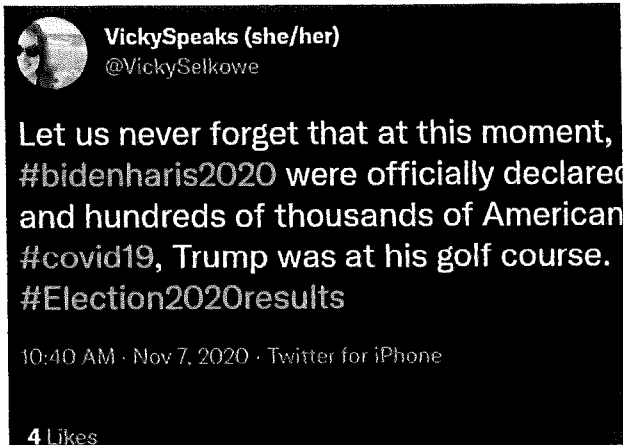 VickySpeaks (she/her)
@VickySelkowe
Let us never forget that at this moment,
#bidenharis2020 were officially declared
and hundreds of thousands of American
#covid19, Trump was at his golf course.
#Election2020results
10:40 AM · Nov 7, 2020 · Twitter for iPhone
4 Likes